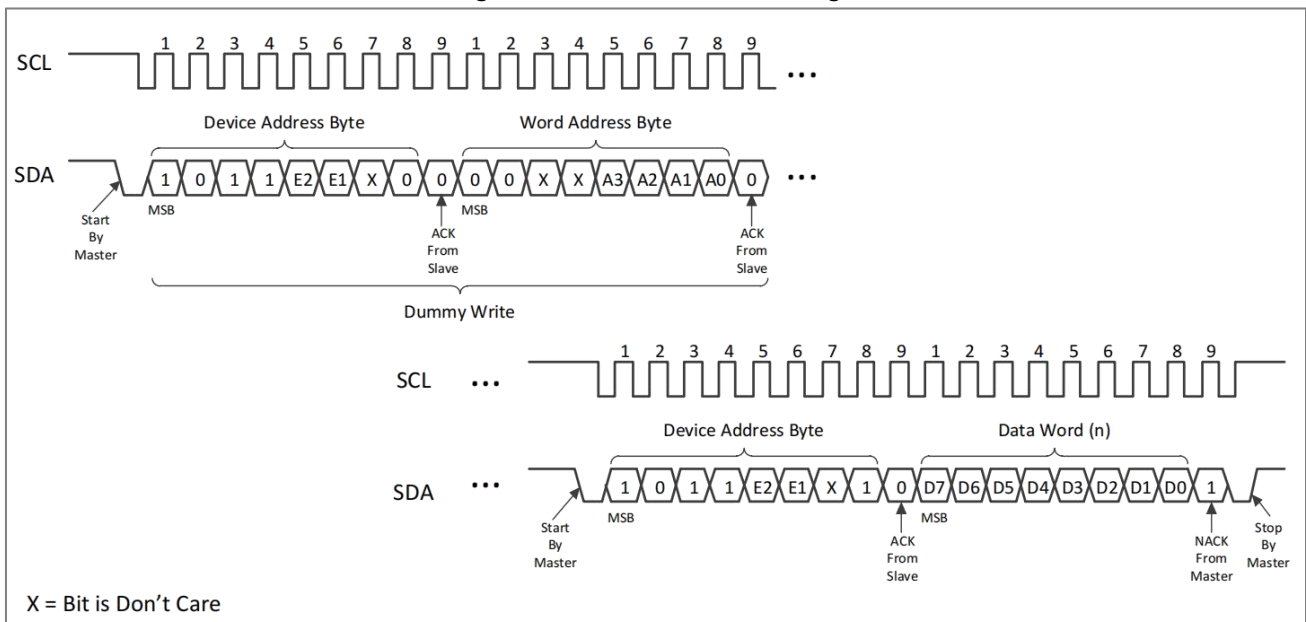 1 2 3 4 5 6 7 8 9 1 2 3 4 5 6 7 8 9
SCL ...
Device Address Byte Word Address Byte
SDA 1 0 1 1 E2 E1 X 0 0 0 0 X X A3 A2 A1 A0 0 ...
MSB MSB
Start
By
Master
ACK
From
Slave
ACK
From
Slave
Dummy Write
1 2 3 4 5 6 7 8 9 1 2 3 4 5 6 7 8 9
SCL ...
Device Address Byte Data Word (n)
SDA ... 1 0 1 1 E2 E1 X 1 0 D7 D6 D5 D4 D3 D2 D1 D0 1
MSB MSB
Start
By
Master
ACK
From
Slave
NACK
From
Master
Stop
By
Master
X = Bit is Don't Care